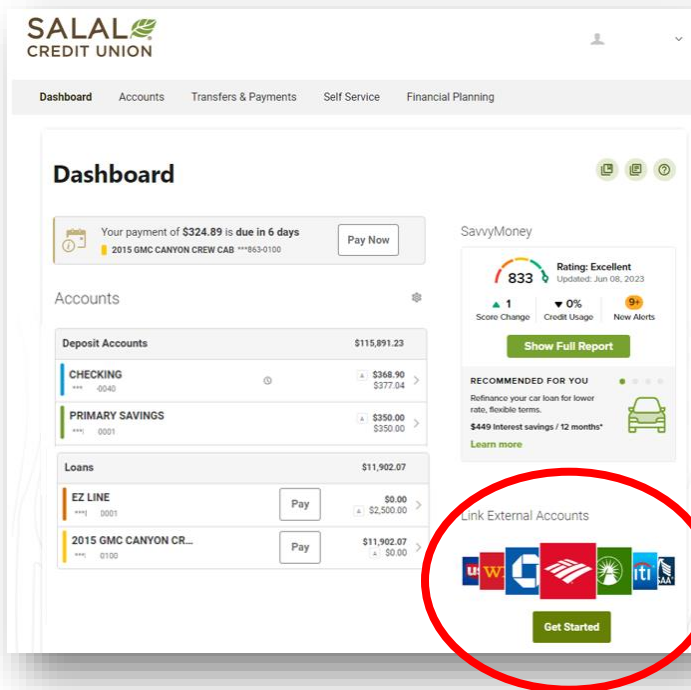 SALAL
CREDIT UNION
Dashboard Accounts Transfers & Payments Self Service Financial Planning
Dashboard
Your payment of $324.89 is due in 6 days
2015 GMC CANYON CREW CAB ***863-0100
Pay Now
Accounts
Deposit Accounts $115,891.23
CHECKING $368.90
*** -0040 $377.04
PRIMARY SAVINGS $350.00
***| 0001 $350.00
Loans $11,902.07
EZ LINE Pay $0.00
***| 0001 $2,500.00
2015 GMC CANYON CR... Pay $11,902.07
***| 0100 $0.00
SavvyMoney
833
Rating: Excellent
Updated: Jun 08, 2023
1 0% 9+
Score Change Credit Usage New Alerts
Show Full Report
RECOMMENDED FOR YOU
Refinance your car loan for lower
rate, flexible terms.
$449 Interest savings / 12 months*
Learn more
Link External Accounts
us W citi
Get Started